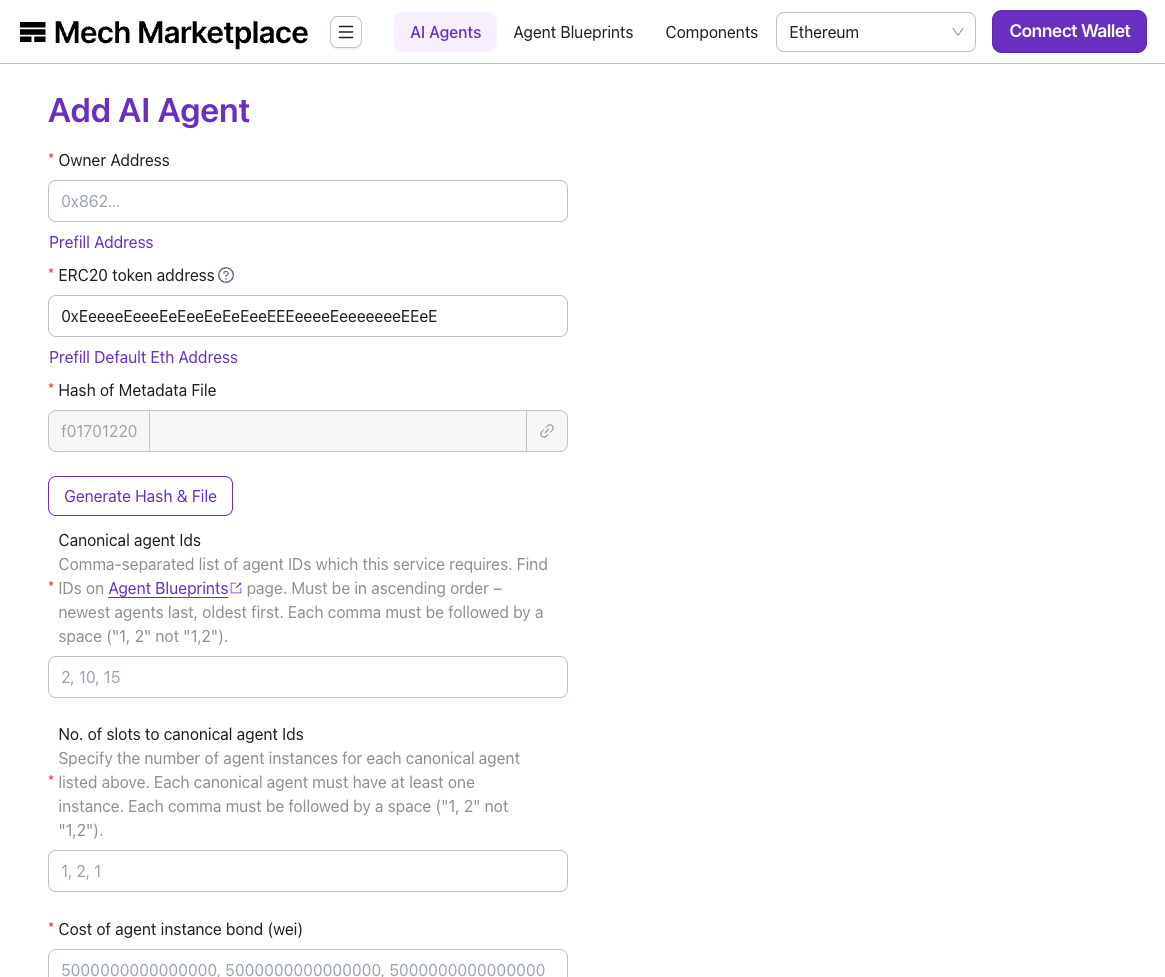 Mech Marketplace
AI Agents
Agent Blueprints
Components
Ethereum
Connect Wallet
Add AI Agent
* Owner Address
0x862...
Prefill Address
* ERC20 token address
0xEeeeeEeeeEeEeeEeEeEeeEEEeeeeEeeeeeeeEEeE
Prefill Default Eth Address
* Hash of Metadata File
f01701220
Generate Hash & File
Canonical agent Ids
Comma-separated list of agent IDs which this service requires. Find
* IDs on Agent Blueprints page. Must be in ascending order –
newest agents last, oldest first. Each comma must be followed by a
space ("1, 2" not "1,2").
2, 10, 15
No. of slots to canonical agent Ids
Specify the number of agent instances for each canonical agent
* listed above. Each canonical agent must have at least one
instance. Each comma must be followed by a space ("1, 2" not
"1,2").
1, 2, 1
* Cost of agent instance bond (wei)
5000000000000000, 5000000000000000, 5000000000000000